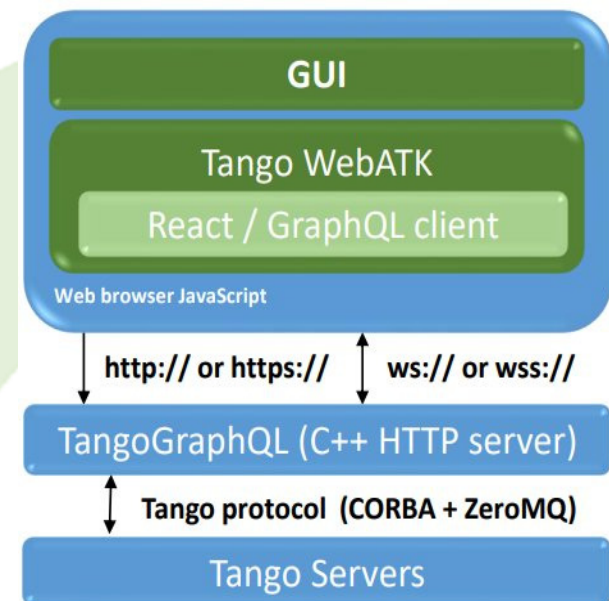 GUI
Tango WebATK
React / GraphQL client
Web browser JavaScript
http:// or https://
ws:// or wss://
TangoGraphQL (C++ HTTP server)
Tango protocol (CORBA + ZeroMQ)
Tango Servers